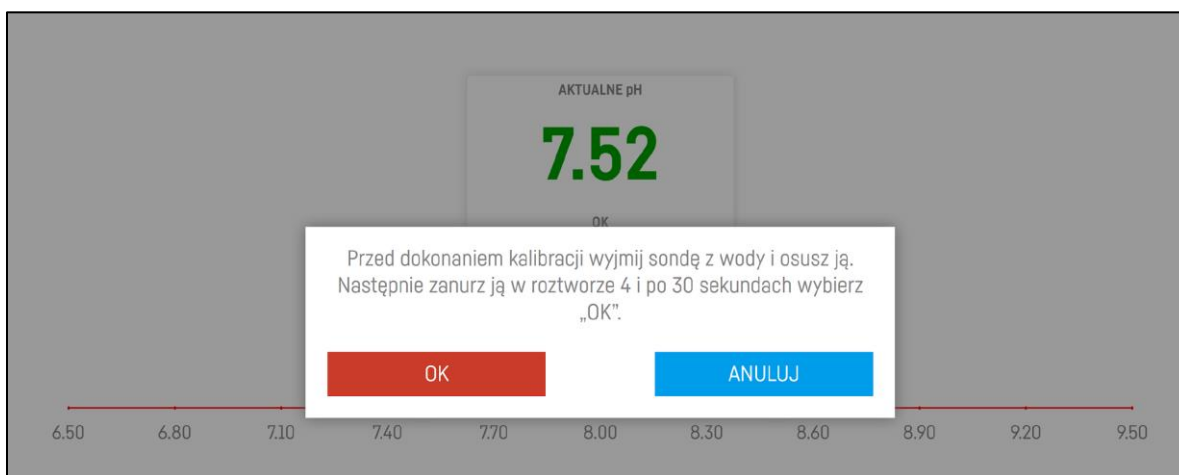 AKTUALNE pH
7.52
OK
Przed dokonaniem kalibracji wyjmij sondę z wody i osusz ją.
Następnie zanurz ją w roztworze 4 i po 30 sekundach wybierz
„OK”.
OK ANULUJ
6.50 6.80 7.10 7.40 7.70 8.00 8.30 8.60 8.90 9.20 9.50